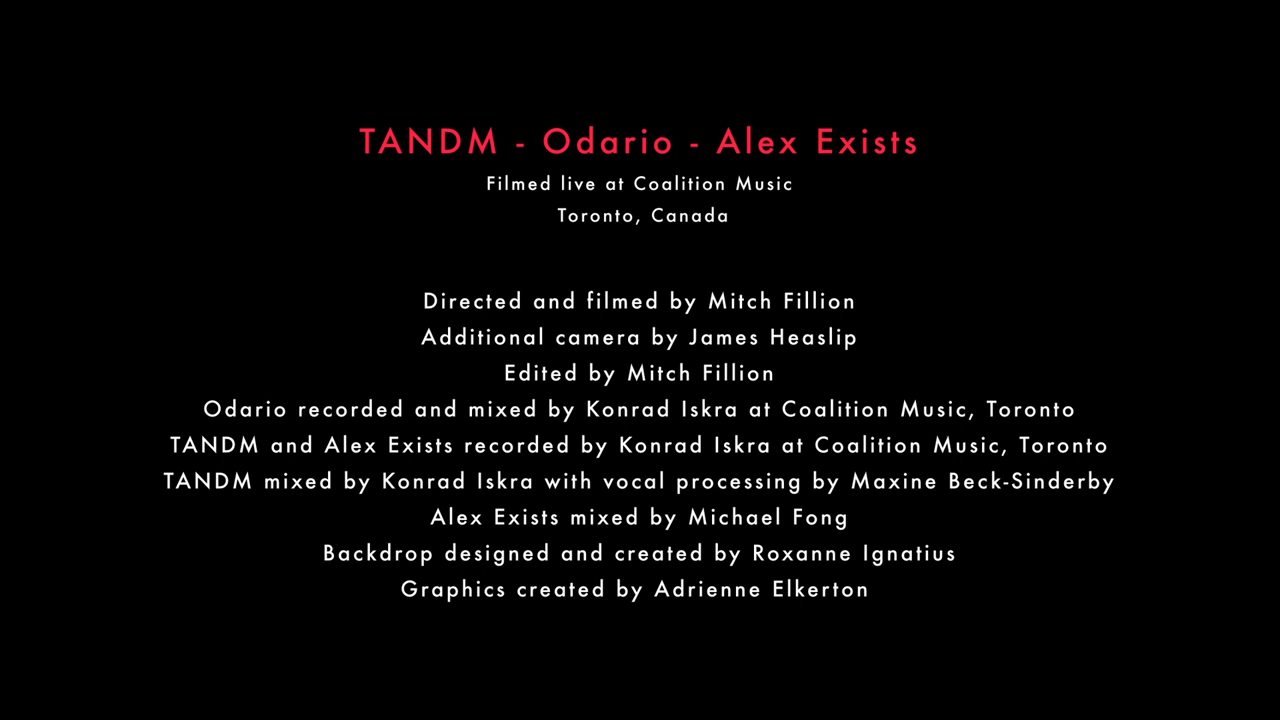 TANDM - Odario - Alex Exists
Filmed live at Coalition Music
Toronto, Canada
Directed and filmed by Mitch Fillion
Additional camera by James Heaslip
Edited by Mitch Fillion
Odario recorded and mixed by Konrad Iskra at Coalition Music, Toronto
TANDM and Alex Exists recorded by Konrad Iskra at Coalition Music, Toronto
TANDM mixed by Konrad Iskra with vocal processing by Maxine Beck-Sinderby
Alex Exists mixed by Michael Fong
Backdrop designed and created by Roxanne Ignatius
Graphics created by Adrienne Elkerton